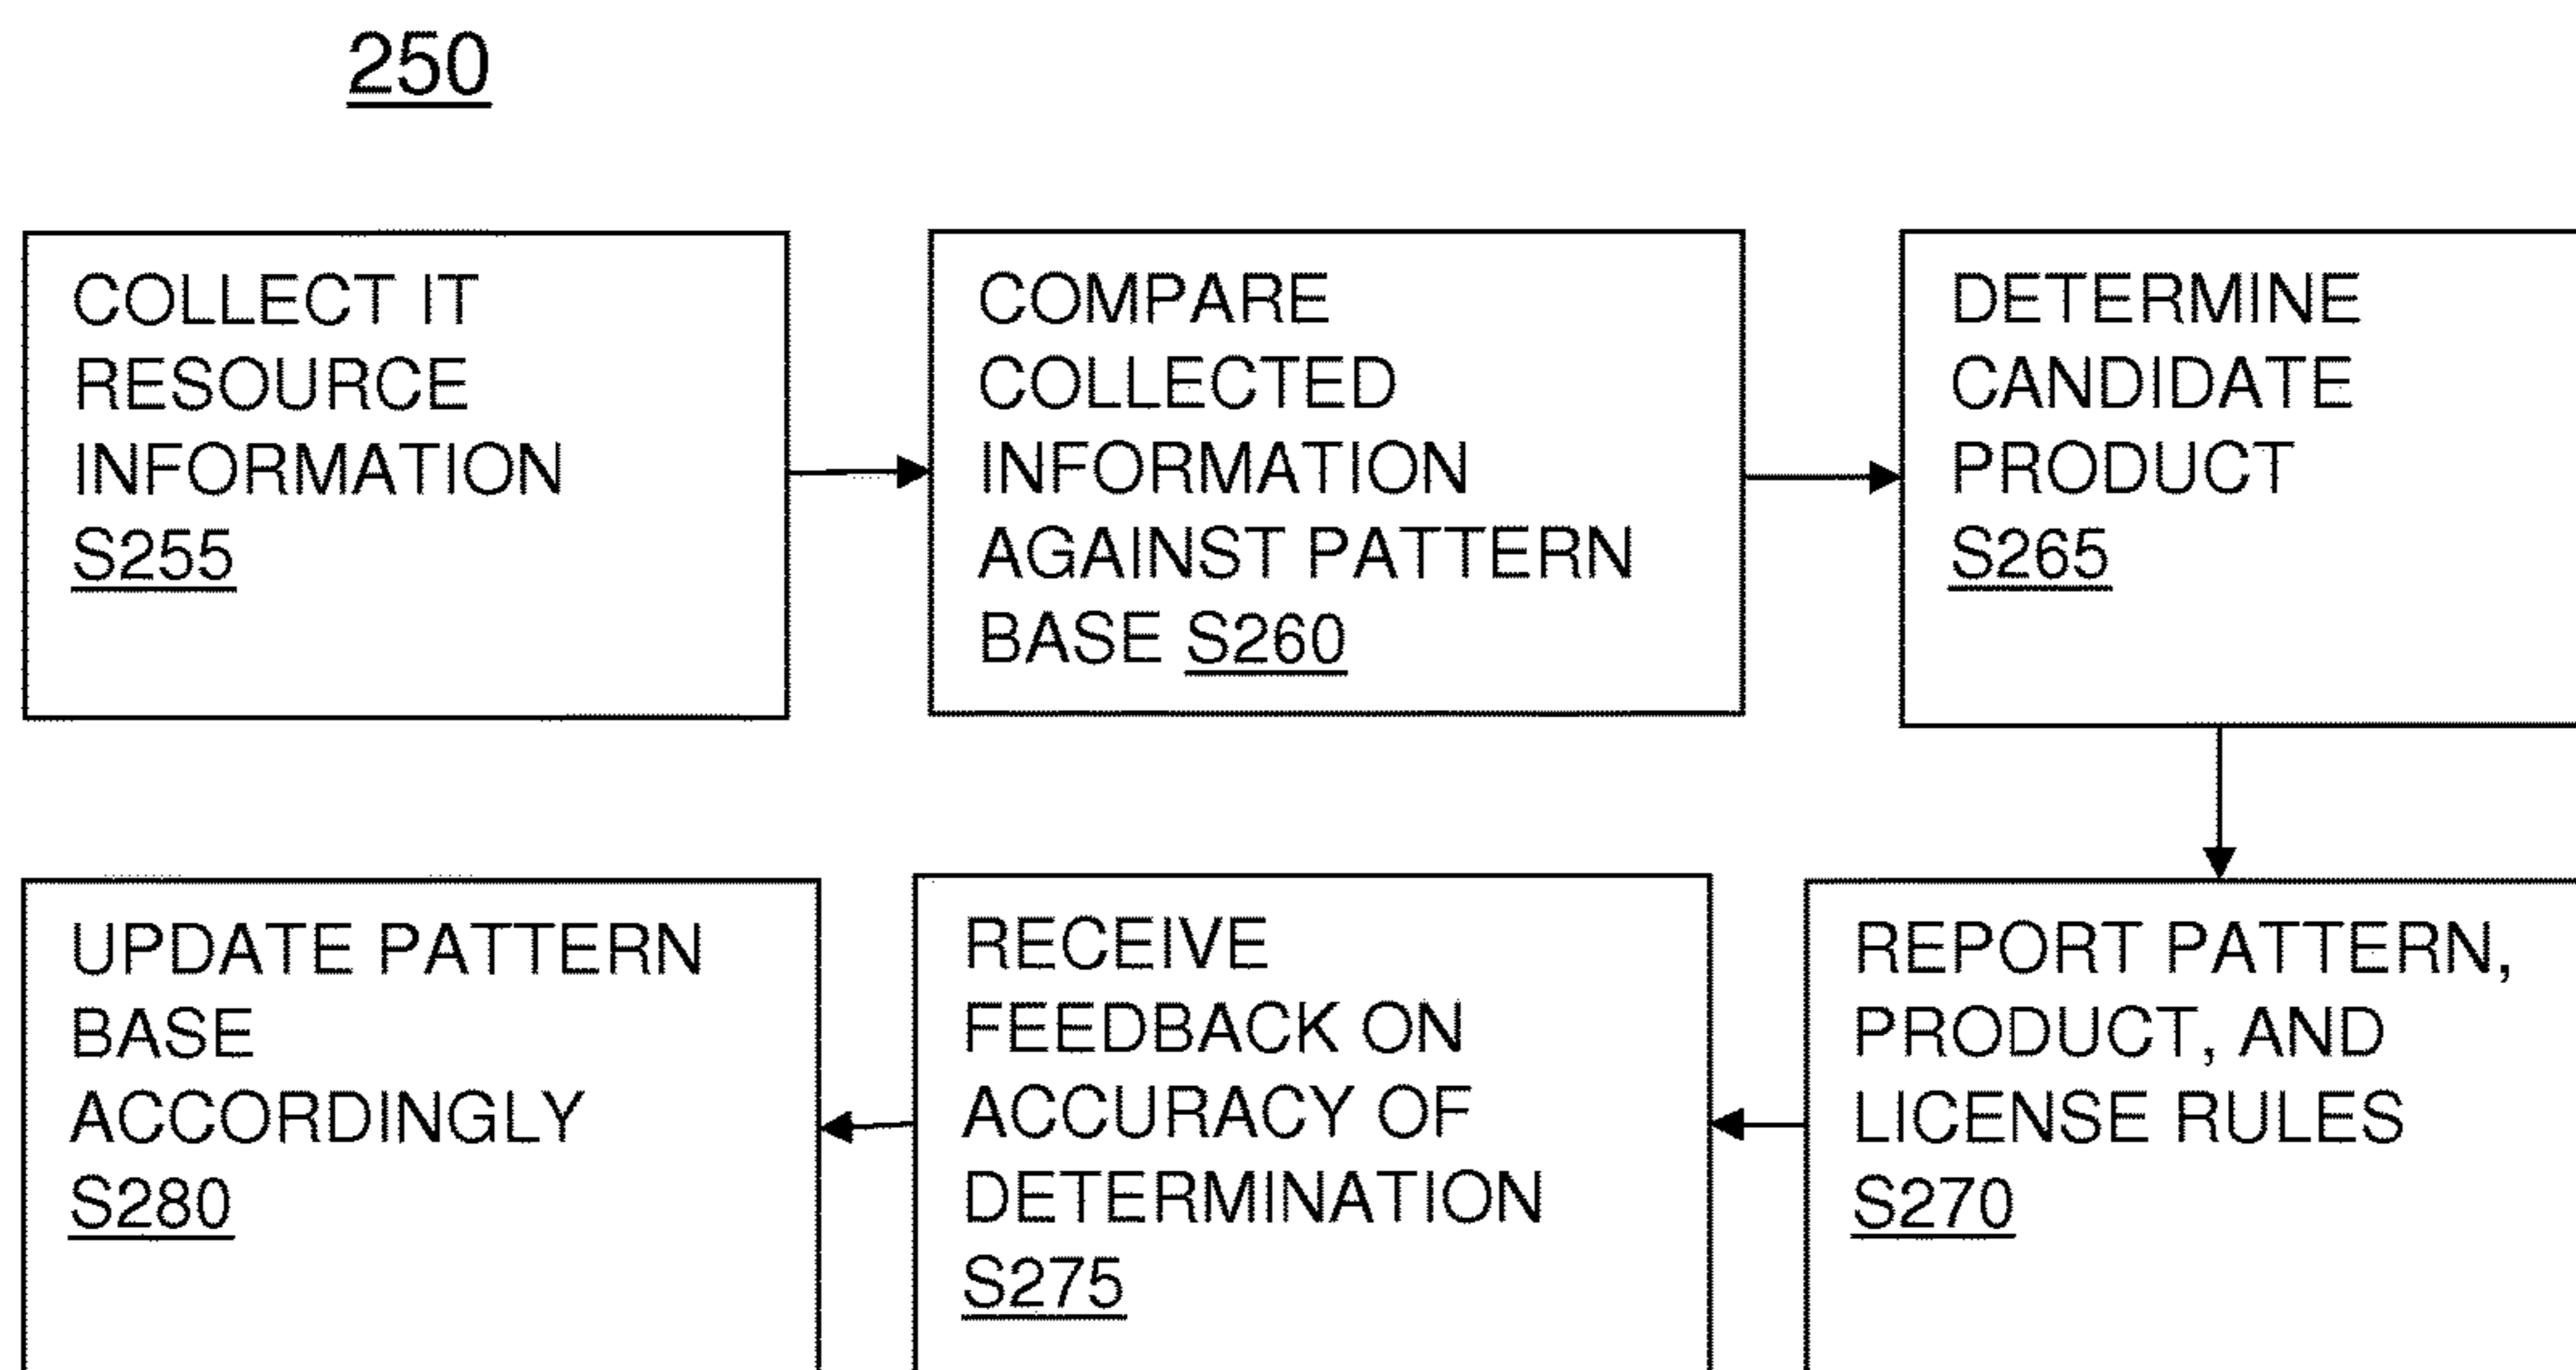 250
COLLECT IT
RESOURCE
INFORMATION
S255
COMPARE
COLLECTED
INFORMATION
AGAINST PATTERN
BASE S260
DETERMINE
CANDIDATE
PRODUCT
S265
REPORT PATTERN,
PRODUCT, AND
LICENSE RULES
S270
RECEIVE
FEEDBACK ON
ACCURACY OF
DETERMINATION
S275
UPDATE PATTERN
BASE
ACCORDINGLY
S280